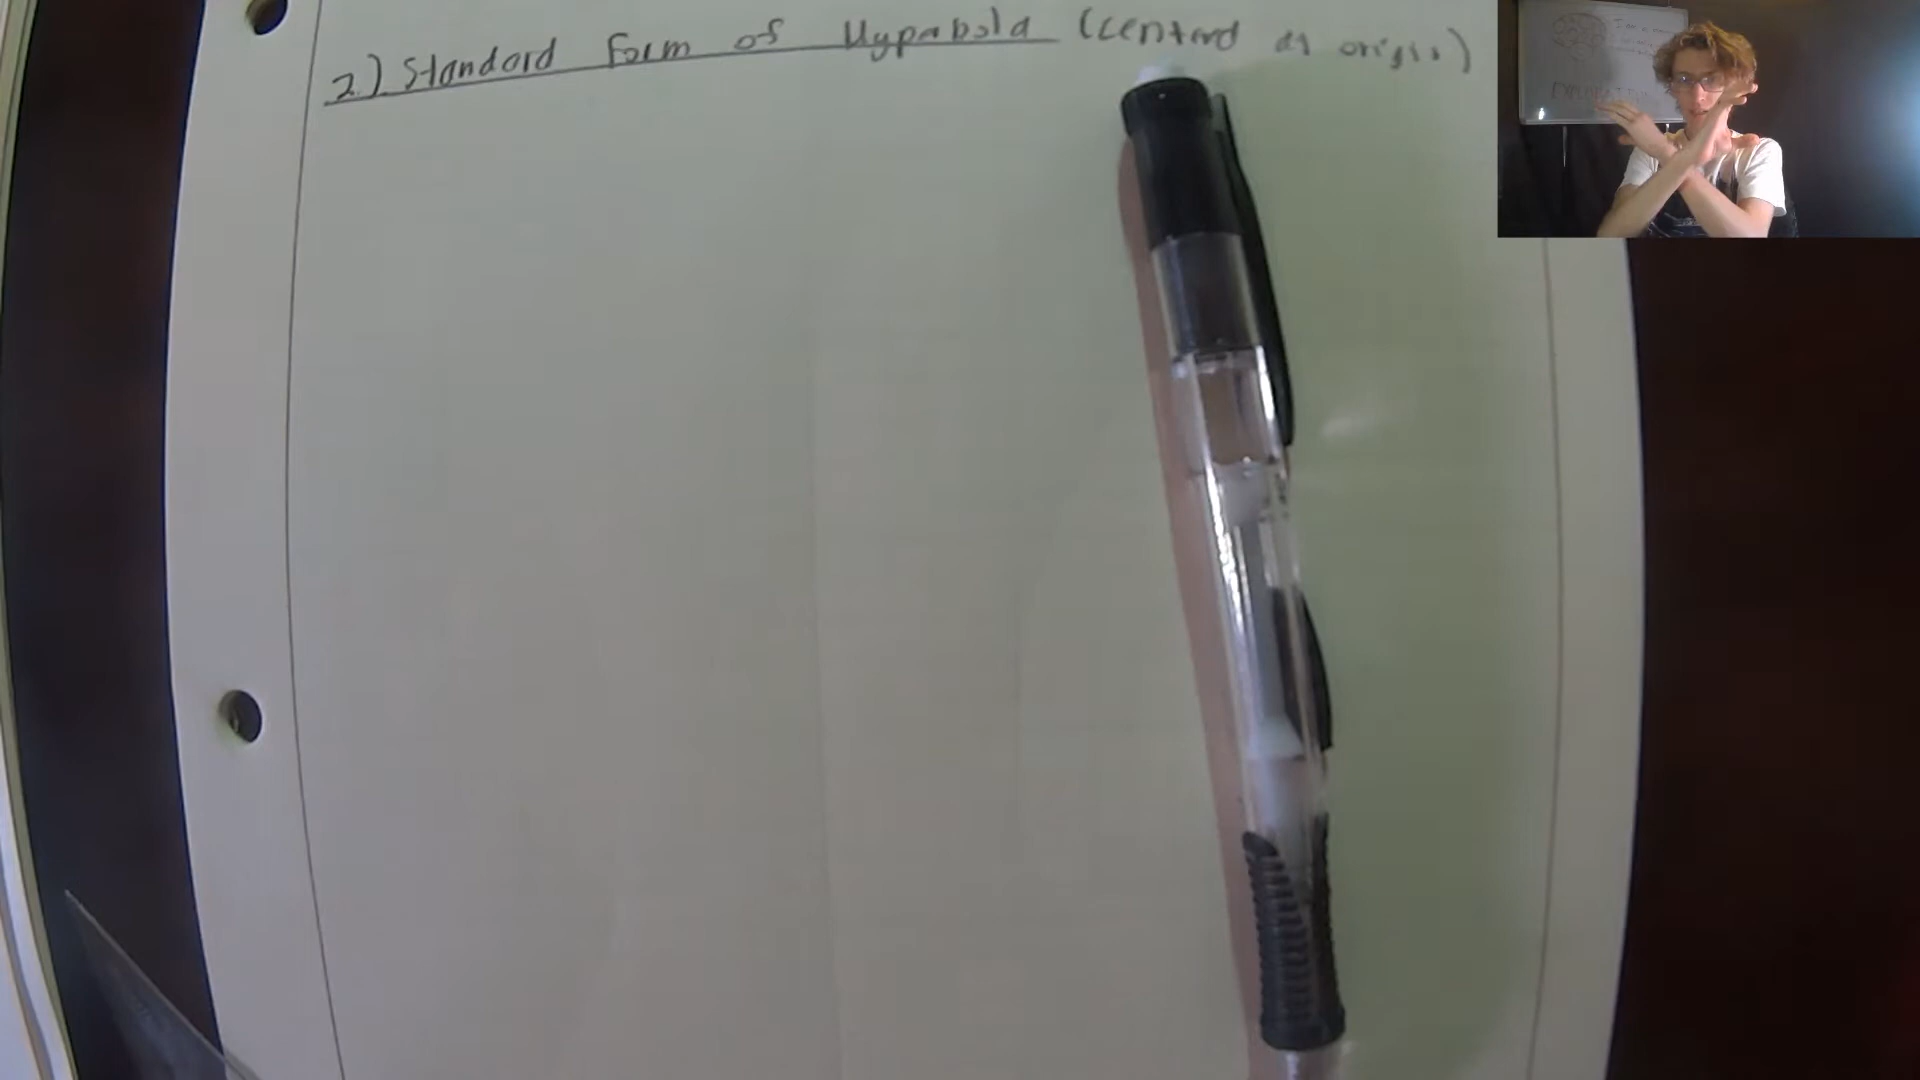 2.) Standard Form of Hyperbola (centered at origin)